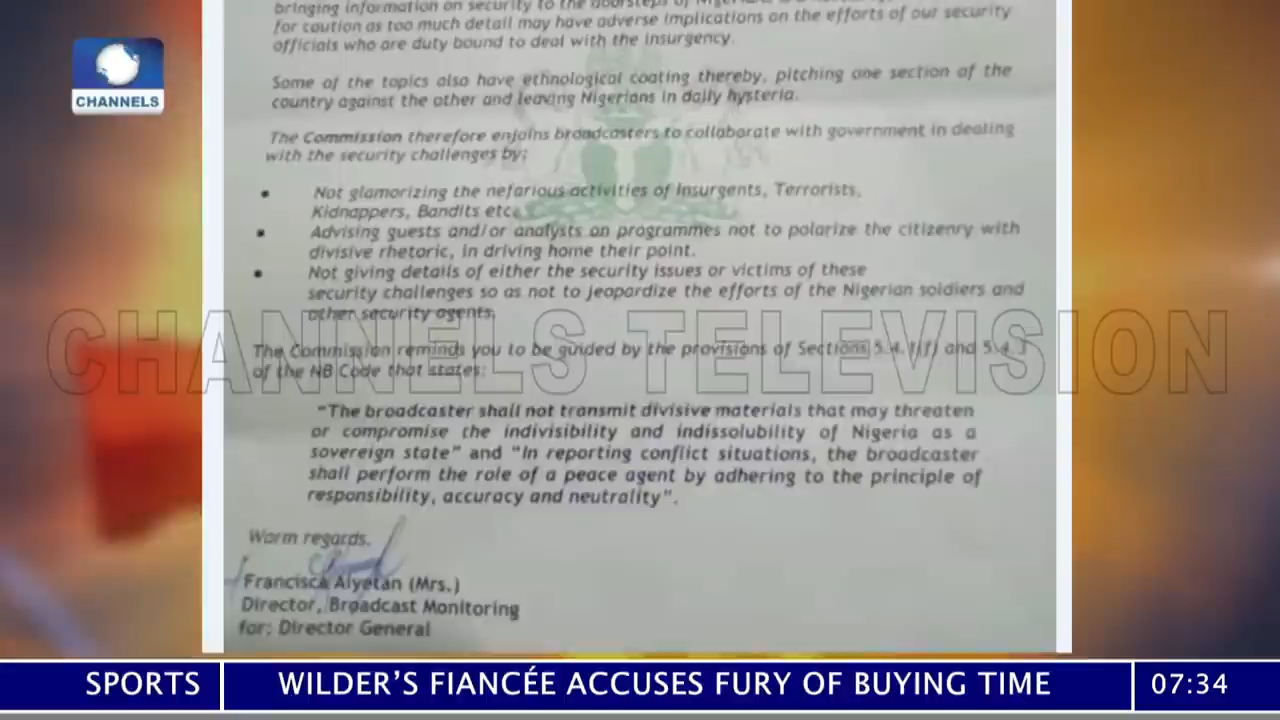 bringing information on security to the doorsteps of
for caution as too much detail may have adverse implications on the efforts of our security
officials who are duty bound to deal with the insurgency.
Some of the topics also have ethnological coating thereby, pitching one section of the
country against the other and leaving Nigerians in daily hysteria.
The Commission therefore enjoins broadcasters to collaborate with government in dealing
with the security challenges by;
• Not glamorizing the nefarious activities of Insurgents, Terrorists,
Kidnappers, Bandits etc.
• Advising guests and/or analysts on programmes not to polarize the citizenry with
divisive rhetoric, in driving home their point.
• Not giving details of either the security issues or victims of these
security challenges so as not to jeopardize the efforts of the Nigerian soldiers and
other security agents.
The Commission reminds you to be guided by the provisions of Sections 5.4.1(f) and 5.4.3
of the NB Code that states:
"The broadcaster shall not transmit divisive materials that may threaten
or compromise the indivisibility and indissolubility of Nigeria as a
sovereign state" and "In reporting conflict situations, the broadcaster
shall perform the role of a peace agent by adhering to the principle of
responsibility, accuracy and neutrality".
Warm regards.
Francisca Aiyetan (Mrs.)
Director, Broadcast Monitoring
for: Director General
CHANNELS
CHANNELS TELEVISION
SPORTS
WILDER'S FIANCÉE ACCUSES FURY OF BUYING TIME
07:34